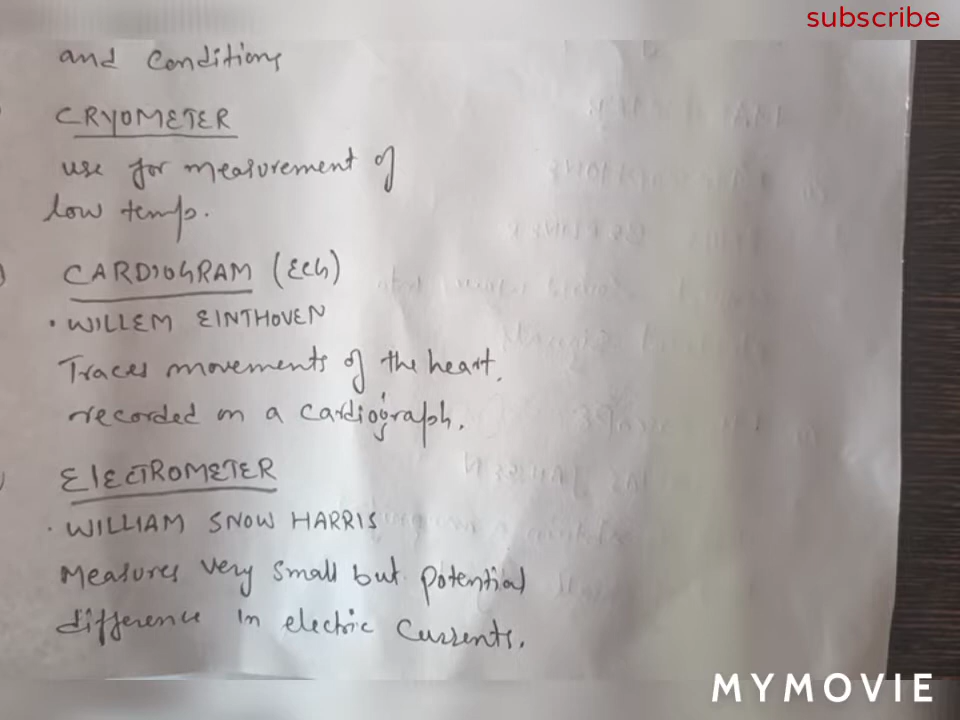 subscribe
and conditions
CRYOMETER
use for measurement of
low temp.
CARDIOGRAM (ECG)
• WILLEM EINTHOVEN
Traces movements of the heart,
recorded on a cardiograph.
ElECTROMETER
• WILLIAM SNOW HARRIS
Measures very small but potential
difference in electric currents.
MYMOVIE